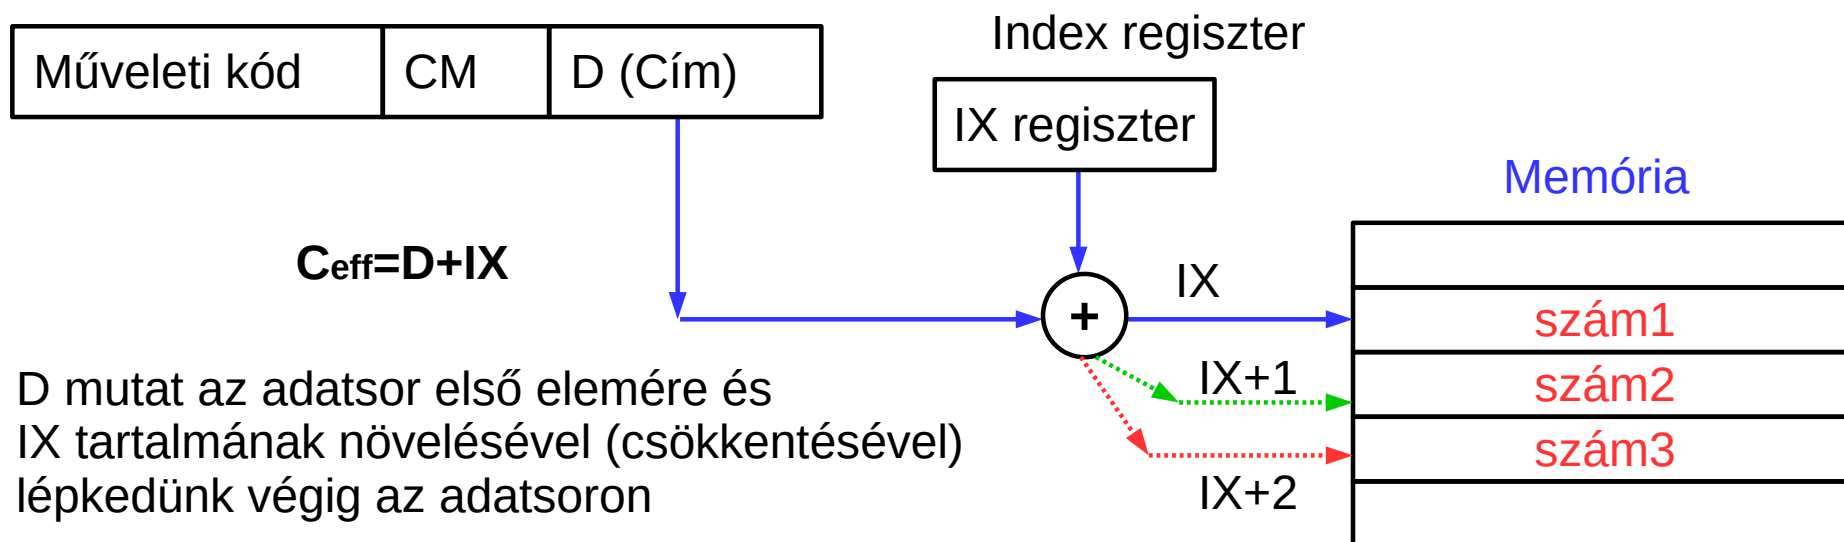 Index regiszter
Műveleti kód
CM
D (Cím)
IX regiszter
Memória
Ceff=D+IX
IX
+
szám1
IX+1
szám2
szám3
IX+2
D mutat az adatsor első elemére és
IX tartalmának növelésével (csökkentésével)
lépkedünk végig az adatsoron